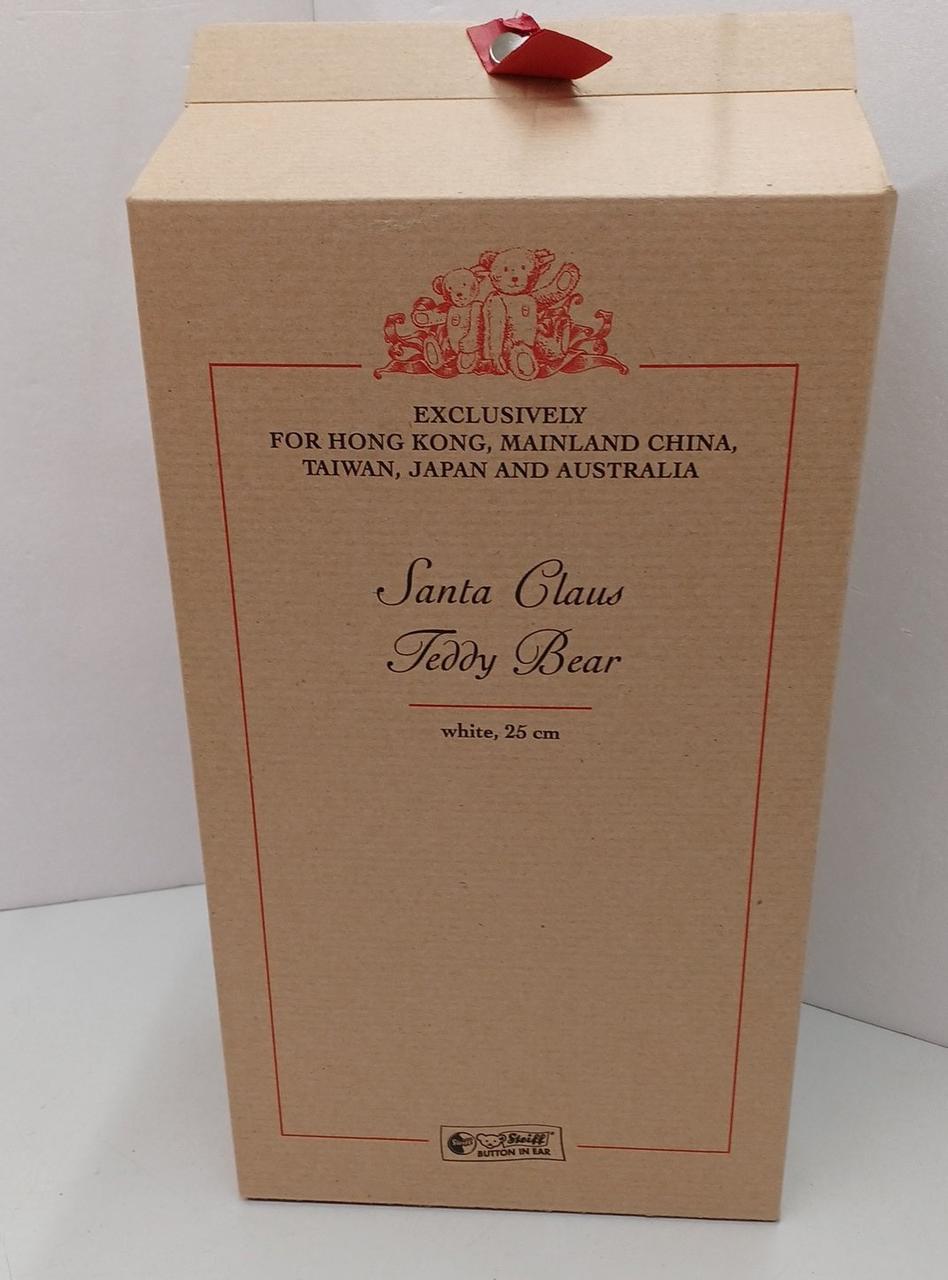 EXCLUSIVELY
FOR HONG KONG, MAINLAND CHINA,
TAIWAN, JAPAN AND AUSTRALIA
Santa Claus
Teddy Bear
white, 25 cm
Steiff Steiff®
BUTTON IN EAR